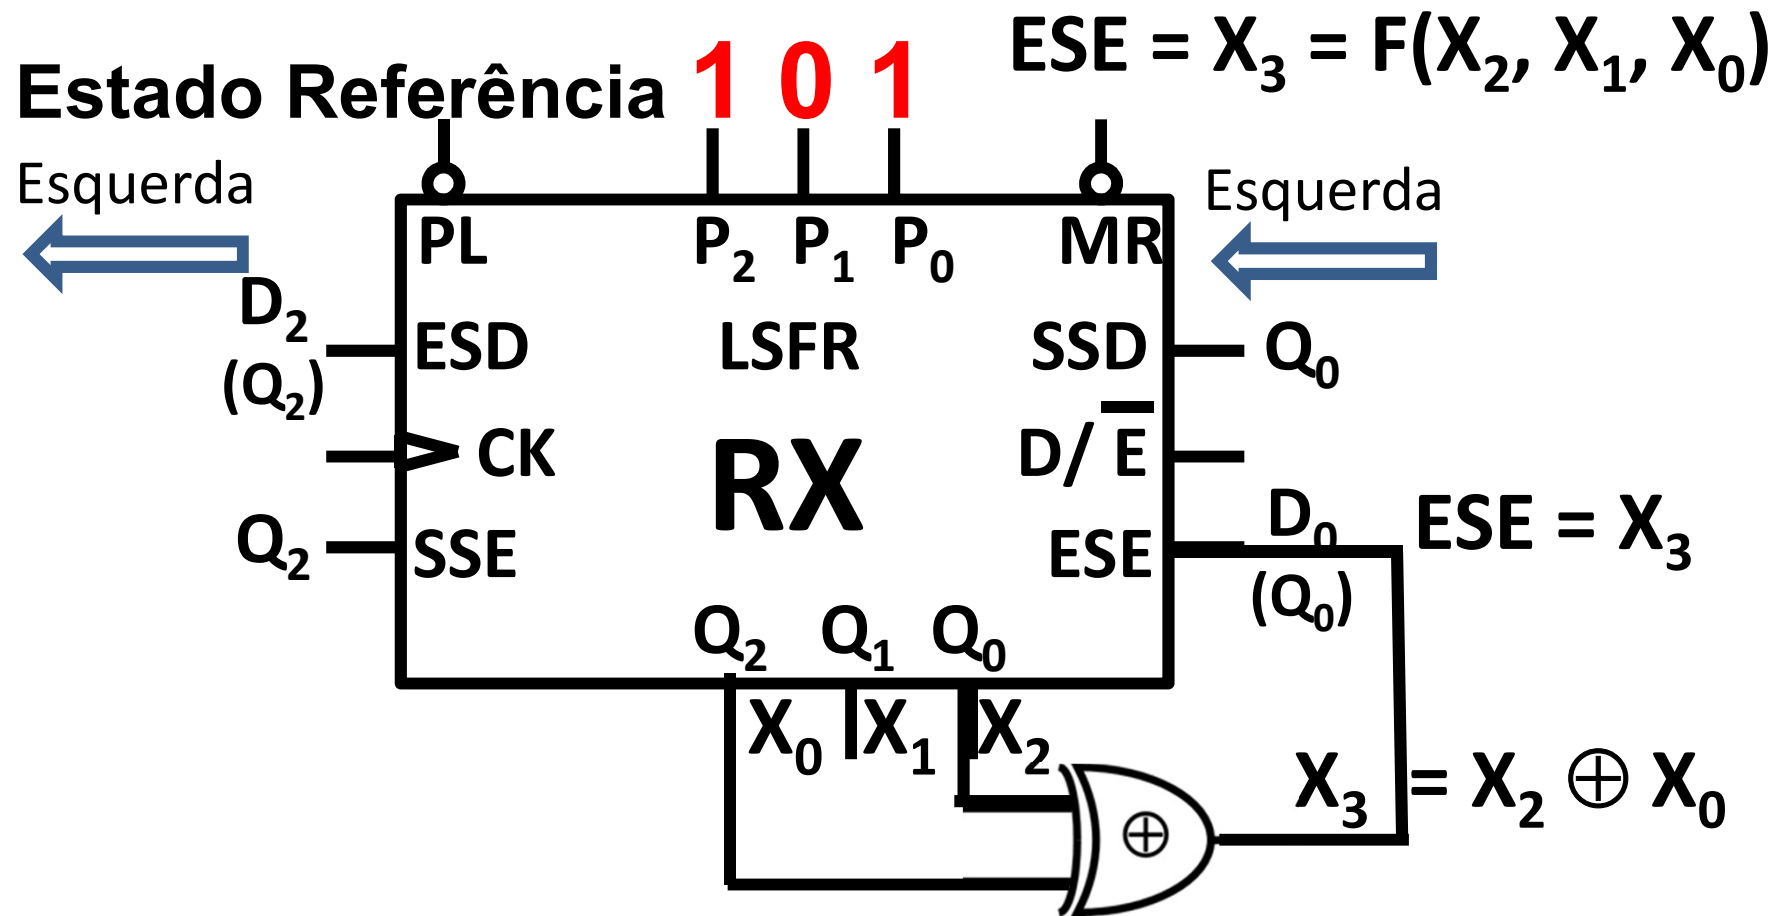 ESE = X₃ = F(X₂, X₁, X₀)
Estado Referência 1 0 1
Esquerda
Esquerda
PL P₂ P₁ P₀ MR
D₂
ESD LSFR SSD Q₀
(Q₂)
CK RX D/ E̅
D₀ ESE = X₃
Q₂ SSE ESE
(Q₀)
Q₂ Q₁ Q₀
X₀ X₁ X₂
X₃ = X₂ ⊕ X₀
⊕